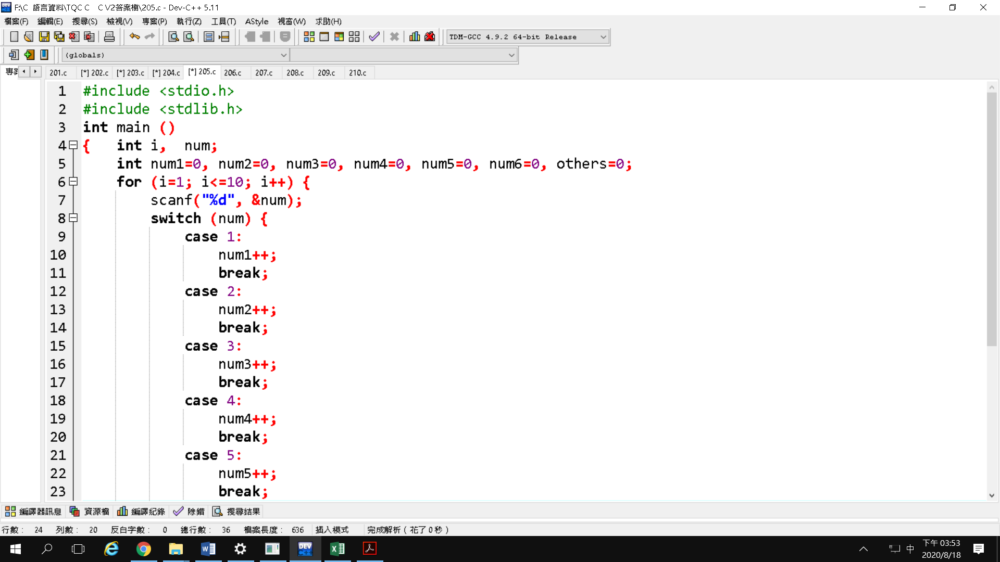 F:\C 語言資料\TQC C    C V2答案檔\205.c - Dev-C++ 5.11
檔案(F) 編輯(E) 搜尋(S) 檢視(V) 專案(P) 執行(Z) 工具(T) AStyle 視窗(W) 求助(H)
TDM-GCC 4.9.2 64-bit Release
(globals)
201.c [*] 202.c [*] 203.c [*] 204.c [*] 205.c 206.c 207.c 208.c 209.c 210.c
1 #include <stdio.h>
2 #include <stdlib.h>
3 int main ()
4 {   int i,  num;
5     int num1=0, num2=0, num3=0, num4=0, num5=0, num6=0, others=0;
6     for (i=1; i<=10; i++) {
7         scanf("%d", &num);
8         switch (num) {
9             case 1:
10                 num1++;
11                 break;
12             case 2:
13                 num2++;
14                 break;
15             case 3:
16                 num3++;
17                 break;
18             case 4:
19                 num4++;
20                 break;
21             case 5:
22                 num5++;
23                 break;
編譯器訊息 資源檔 編譯紀錄 除錯 搜尋結果
行數: 24 列數: 20 反白字數: 0 總行數: 36 檔案長度: 636 插入模式 完成解析 (花了 0 秒)
中 下午 03:53
2020/8/18